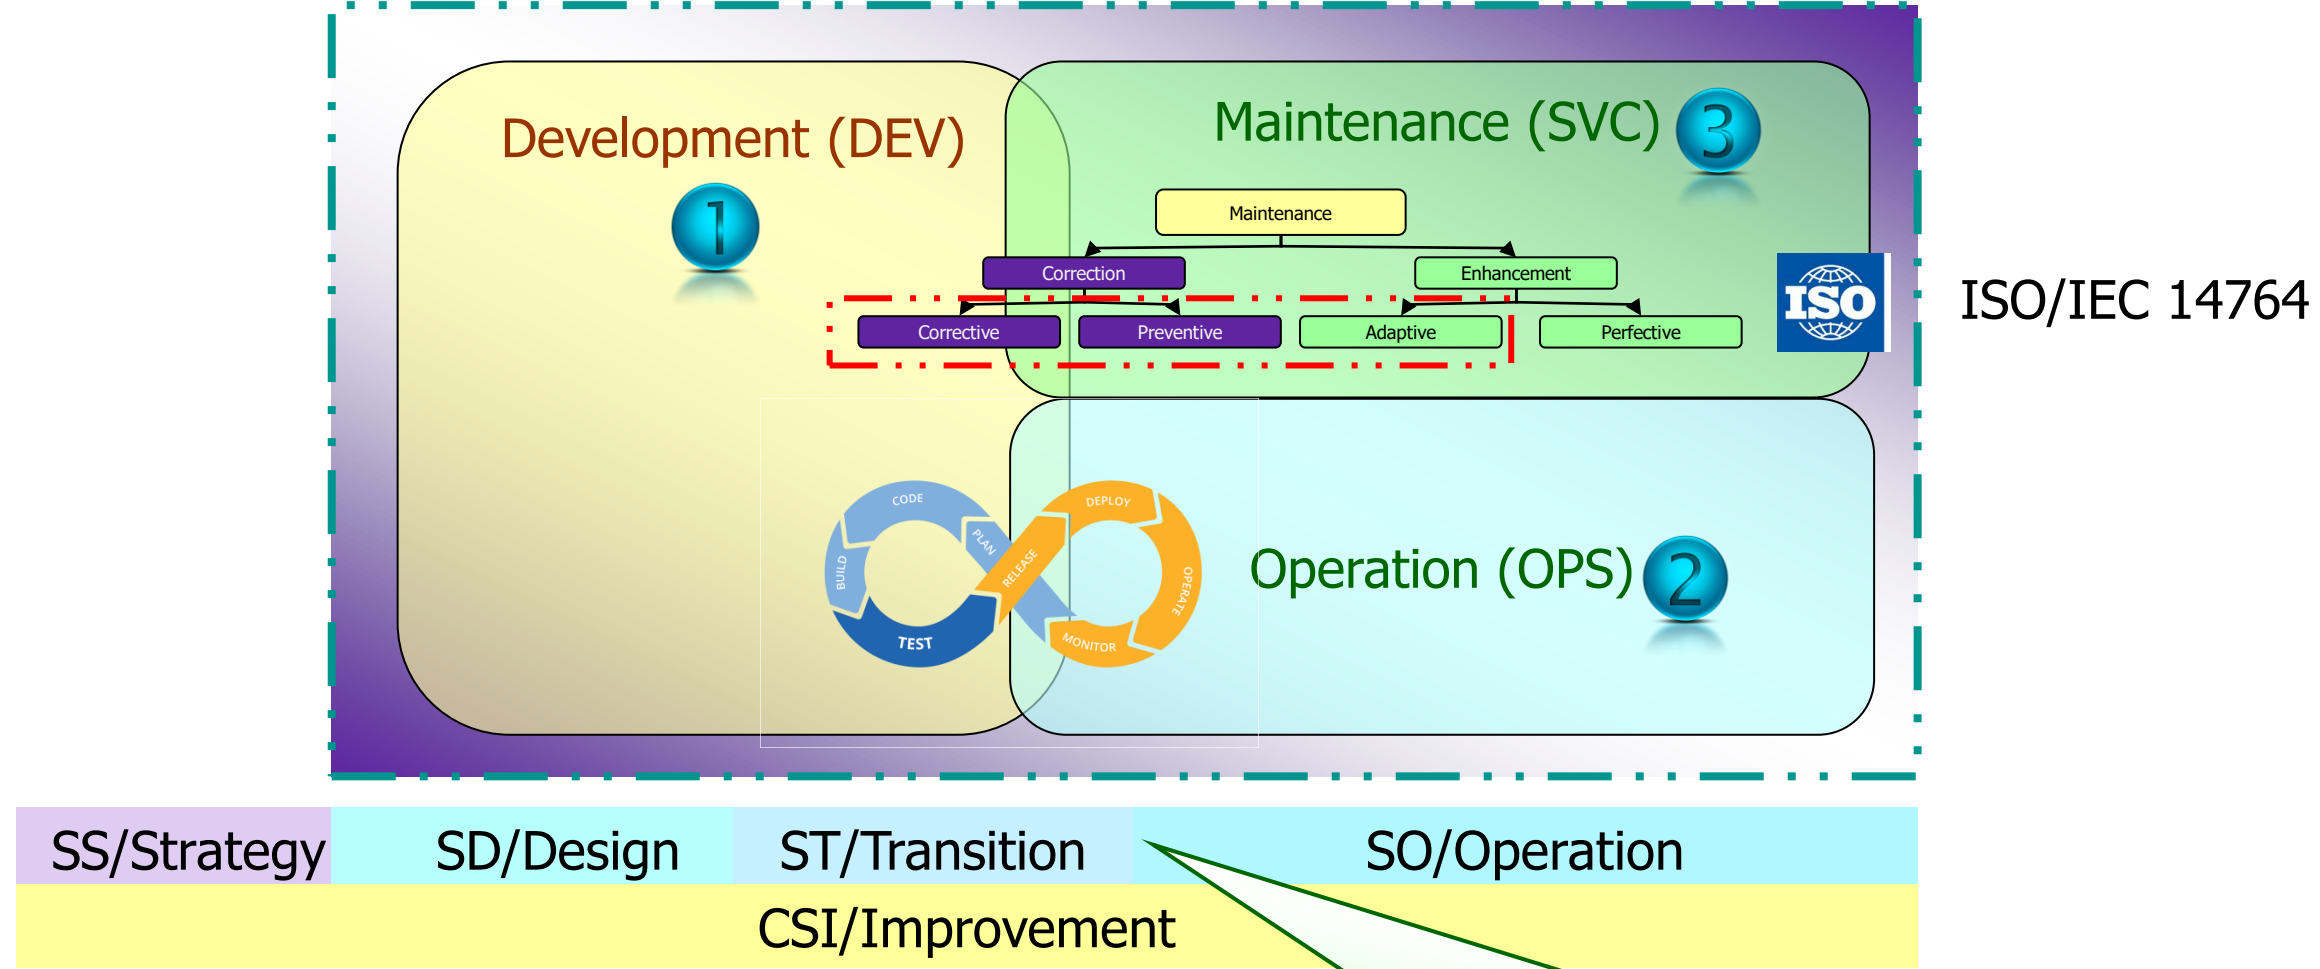 Development (DEV)
1
Maintenance (SVC)
3
Maintenance
Correction
Enhancement
Corrective
Preventive
Adaptive
Perfective
ISO
ISO/IEC 14764
CODE
BUILD
PLAN
TEST
RELEASE
DEPLOY
OPERATE
MONITOR
Operation (OPS)
2
SS/Strategy
SD/Design
ST/Transition
SO/Operation
CSI/Improvement